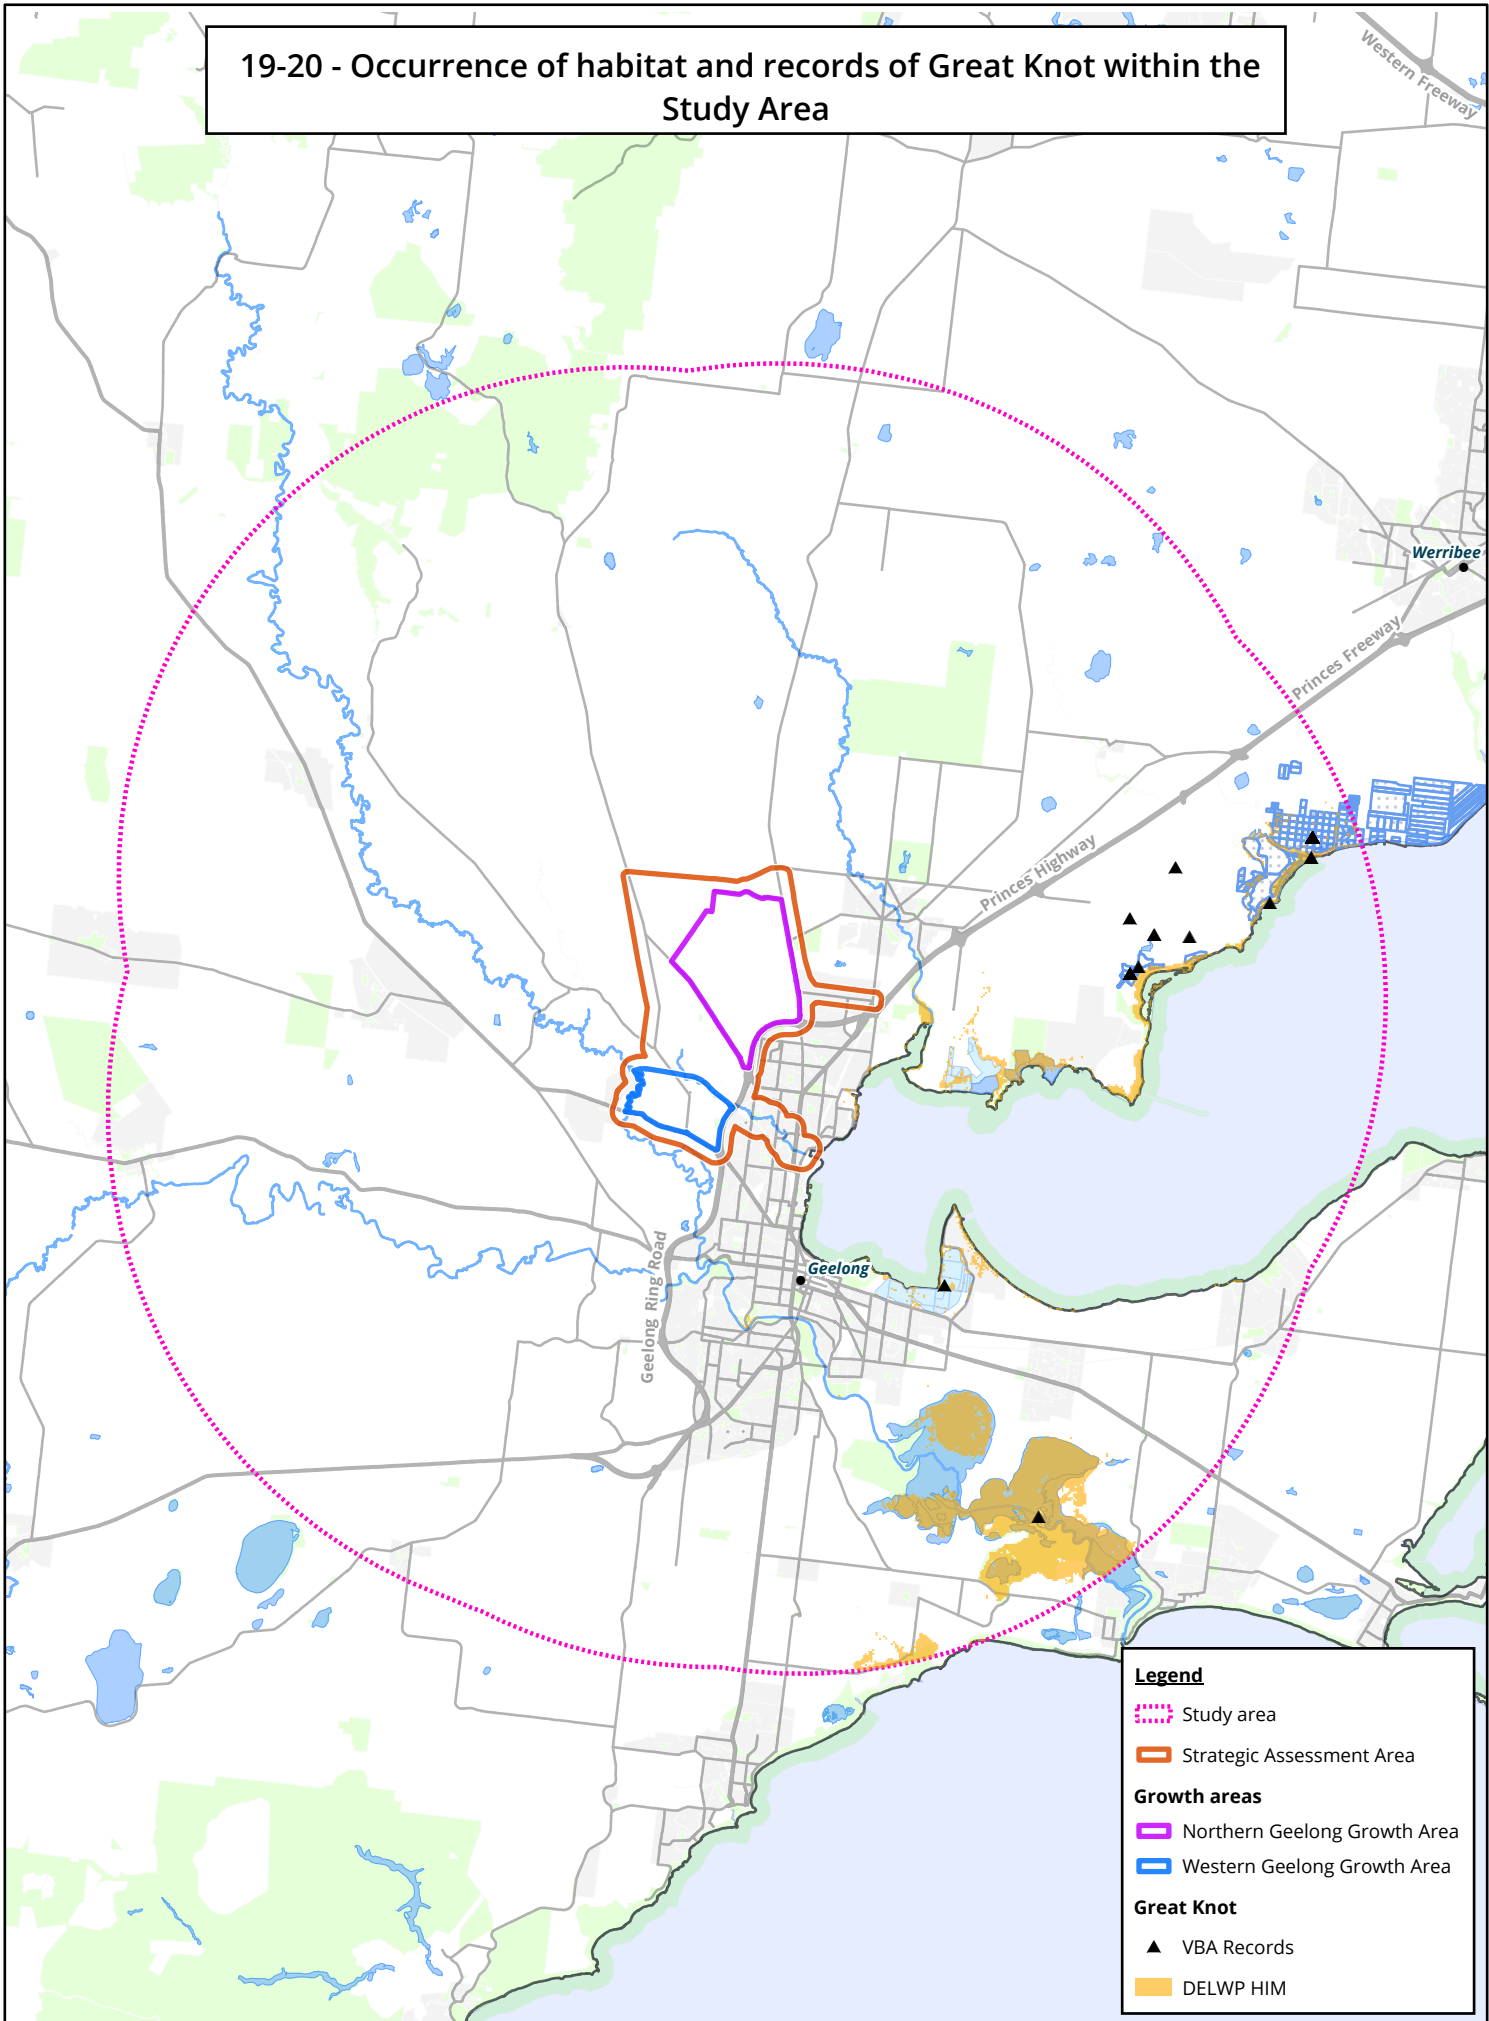 19-20 - Occurrence of habitat and records of Great Knot within the
Study Area
Western Freeway
Werribee
Princes Freeway
Princes Highway
Geelong
Geelong Ring Road
Legend
Study area
Strategic Assessment Area
Growth areas
Northern Geelong Growth Area
Western Geelong Growth Area
Great Knot
VBA Records
DELWP HIM